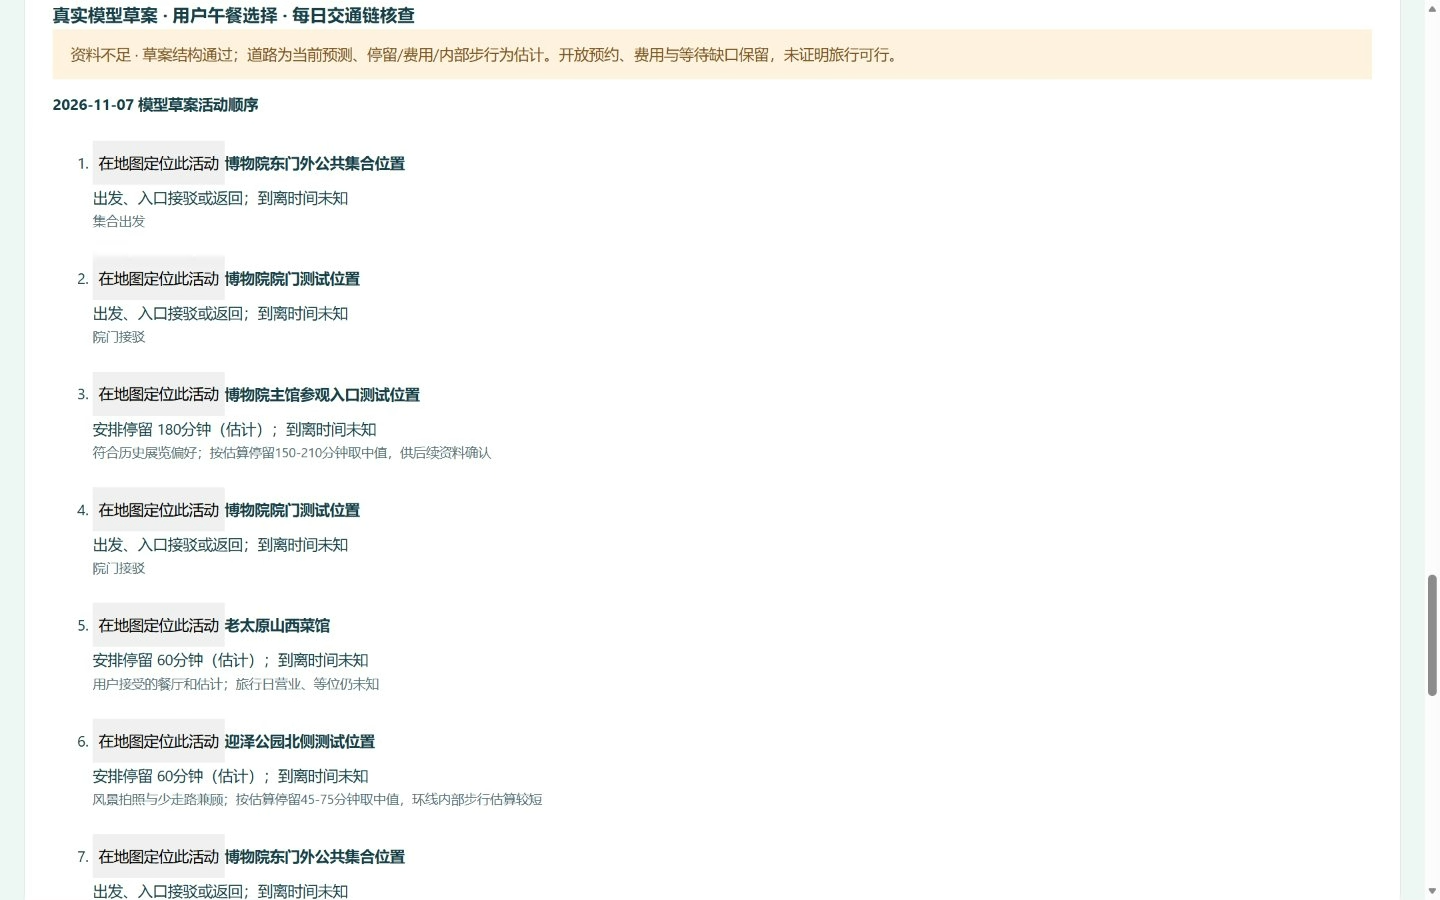 真实模型草案 · 用户午餐选择 · 每日交通链核查
资料不足 · 草案结构通过；道路为当前预测、停留/费用/内部步行为估计。开放预约、费用与等待缺口保留，未证明旅行可行。
2026-11-07 模型草案活动顺序
1. 在地图定位此活动 博物院东门外公共集合位置
出发、入口接驳或返回；到离时间未知
集合出发
2. 在地图定位此活动 博物院院门测试位置
出发、入口接驳或返回；到离时间未知
院门接驳
3. 在地图定位此活动 博物院主馆参观入口测试位置
安排停留 180分钟（估计）；到离时间未知
符合历史展览偏好；按估算停留150-210分钟取中值，供后续资料确认
4. 在地图定位此活动 博物院院门测试位置
出发、入口接驳或返回；到离时间未知
院门接驳
5. 在地图定位此活动 老太原山西菜馆
安排停留 60分钟（估计）；到离时间未知
用户接受的餐厅和估计；旅行日营业、等位仍未知
6. 在地图定位此活动 迎泽公园北侧测试位置
安排停留 60分钟（估计）；到离时间未知
风景拍照与少走路兼顾；按估算停留45-75分钟取中值，环线内部步行估算较短
7. 在地图定位此活动 博物院东门外公共集合位置
出发、入口接驳或返回；到离时间未知